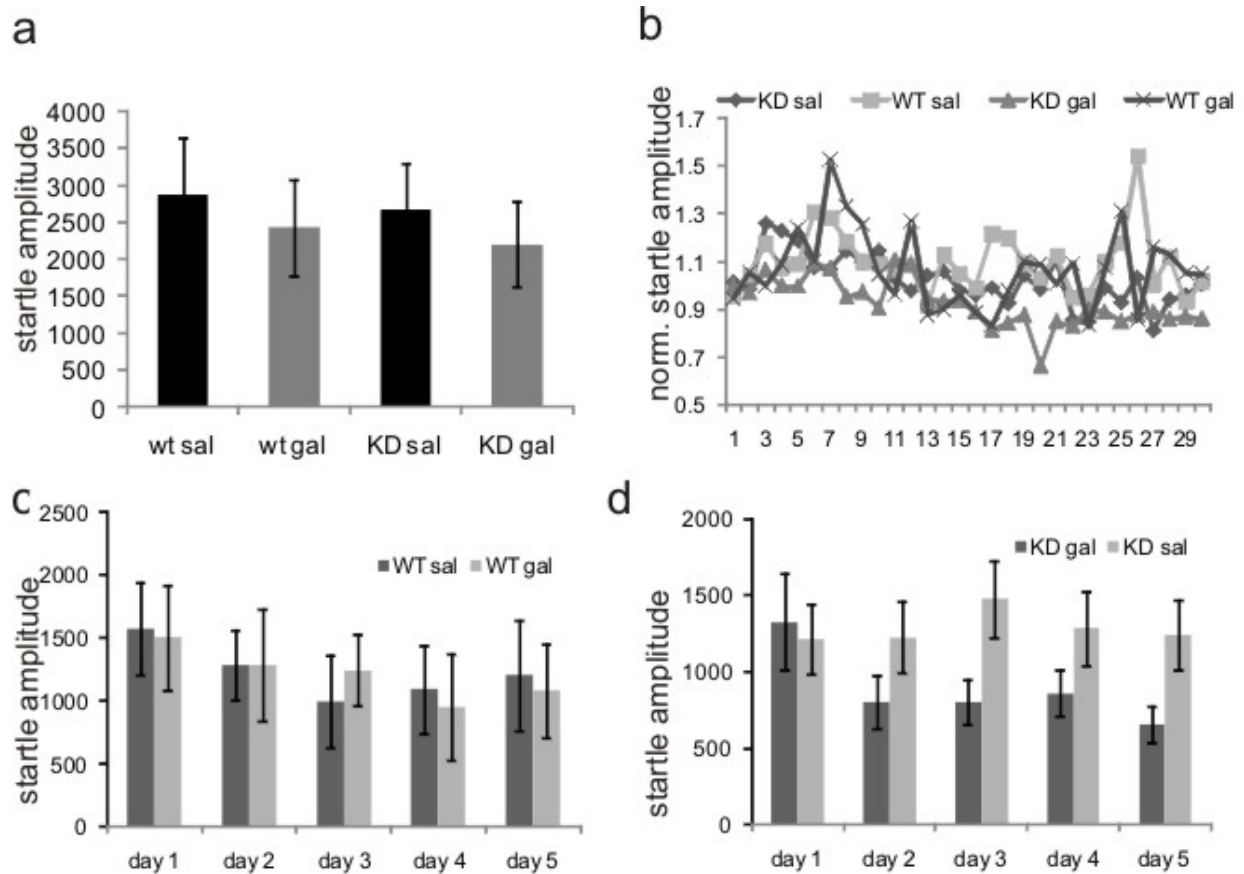 a
startle amplitude
4000
3500
3000
2500
2000
1500
1000
500
0
wt sal wt gal KD sal KD gal
b
norm. startle amplitude
KD sal WT sal KD gal WT gal
1.7
1.5
1.3
1.1
0.9
0.7
0.5
1 3 5 7 9 11 13 15 17 19 21 23 25 27 29
c
startle amplitude
2500
2000
1500
1000
500
0
WT sal WT gal
day 1 day 2 day 3 day 4 day 5
d
startle amplitude
2000
1500
1000
500
0
KD gal KD sal
day 1 day 2 day 3 day 4 day 5